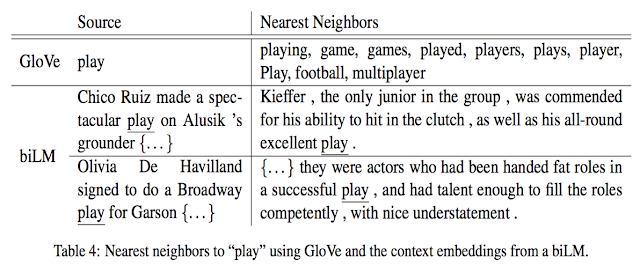 Source Nearest Neighbors
GloVe play playing, game, games, played, players, plays, player,
Play, football, multiplayer
biLM
Chico Ruiz made a spec-
tacular play on Alusik 's
grounder {...}
Kieffer , the only junior in the group , was commended
for his ability to hit in the clutch , as well as his all-round
excellent play .
Olivia De Havilland
signed to do a Broadway
play for Garson {...}
{...} they were actors who had been handed fat roles in
a successful play , and had talent enough to fill the roles
competently , with nice understatement .
Table 4: Nearest neighbors to “play” using GloVe and the context embeddings from a biLM.